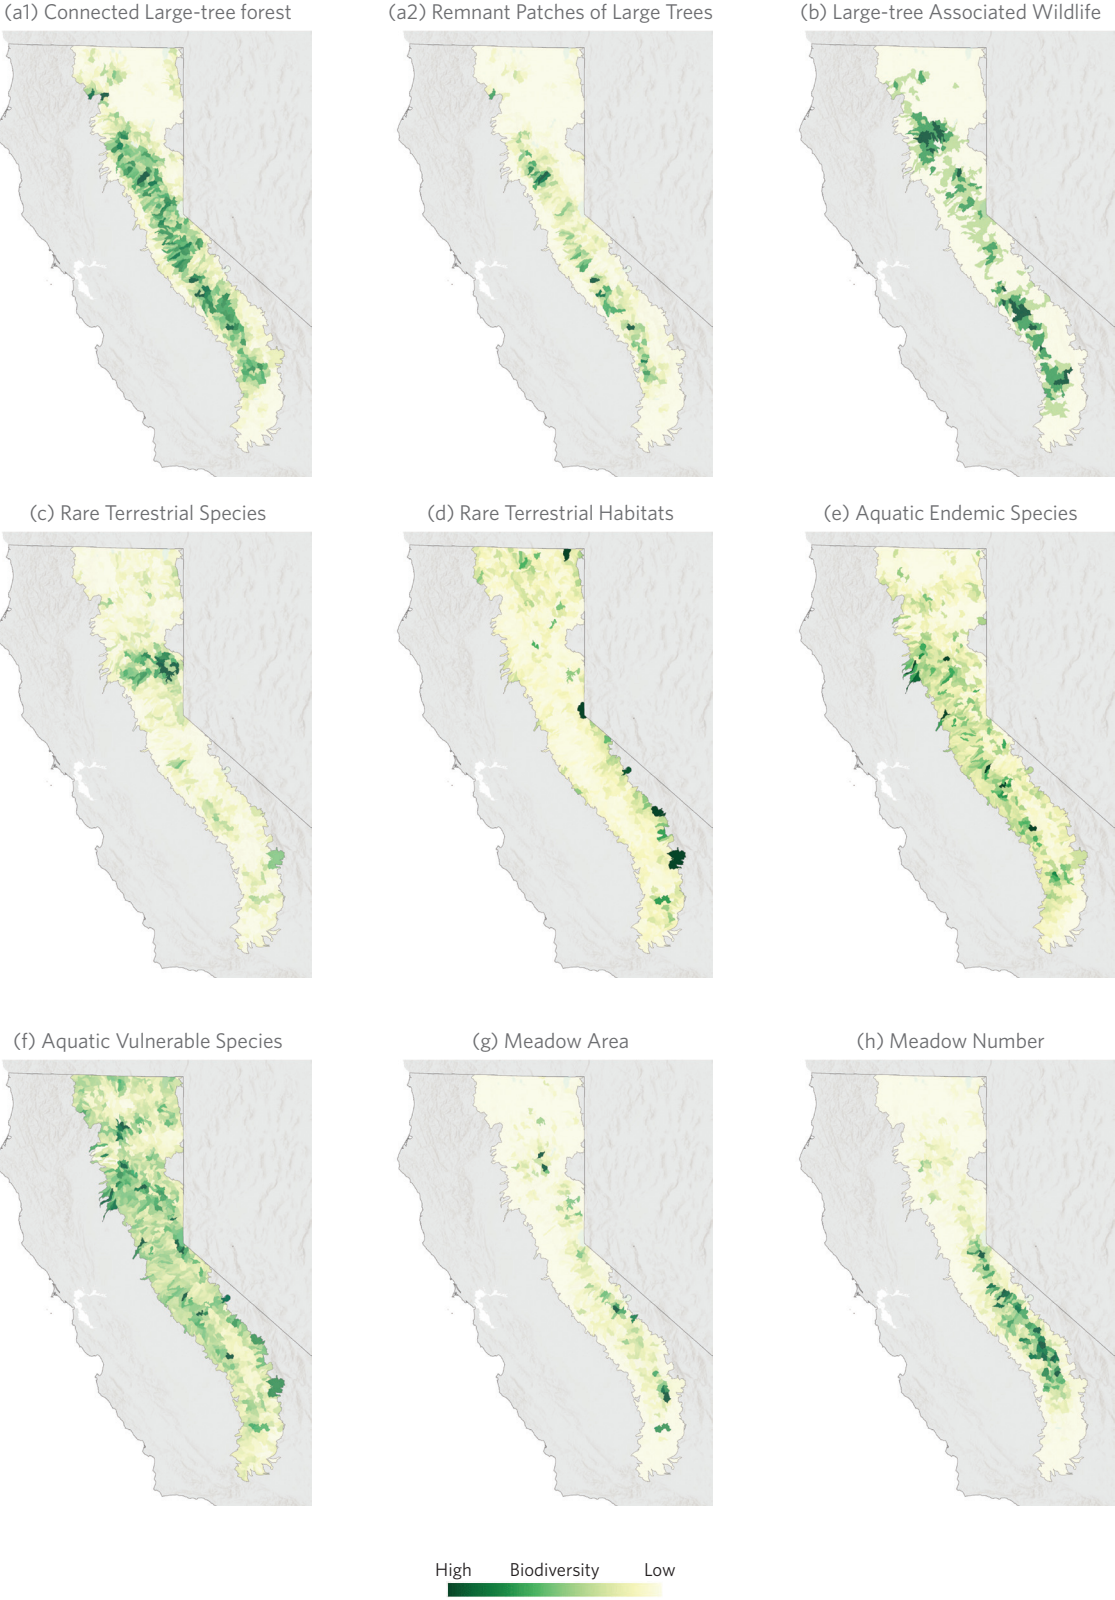 (a1) Connected Large-tree forest
(a2) Remnant Patches of Large Trees
(b) Large-tree Associated Wildlife
(c) Rare Terrestrial Species
(d) Rare Terrestrial Habitats
(e) Aquatic Endemic Species
(f) Aquatic Vulnerable Species
(g) Meadow Area
(h) Meadow Number
High Biodiversity Low